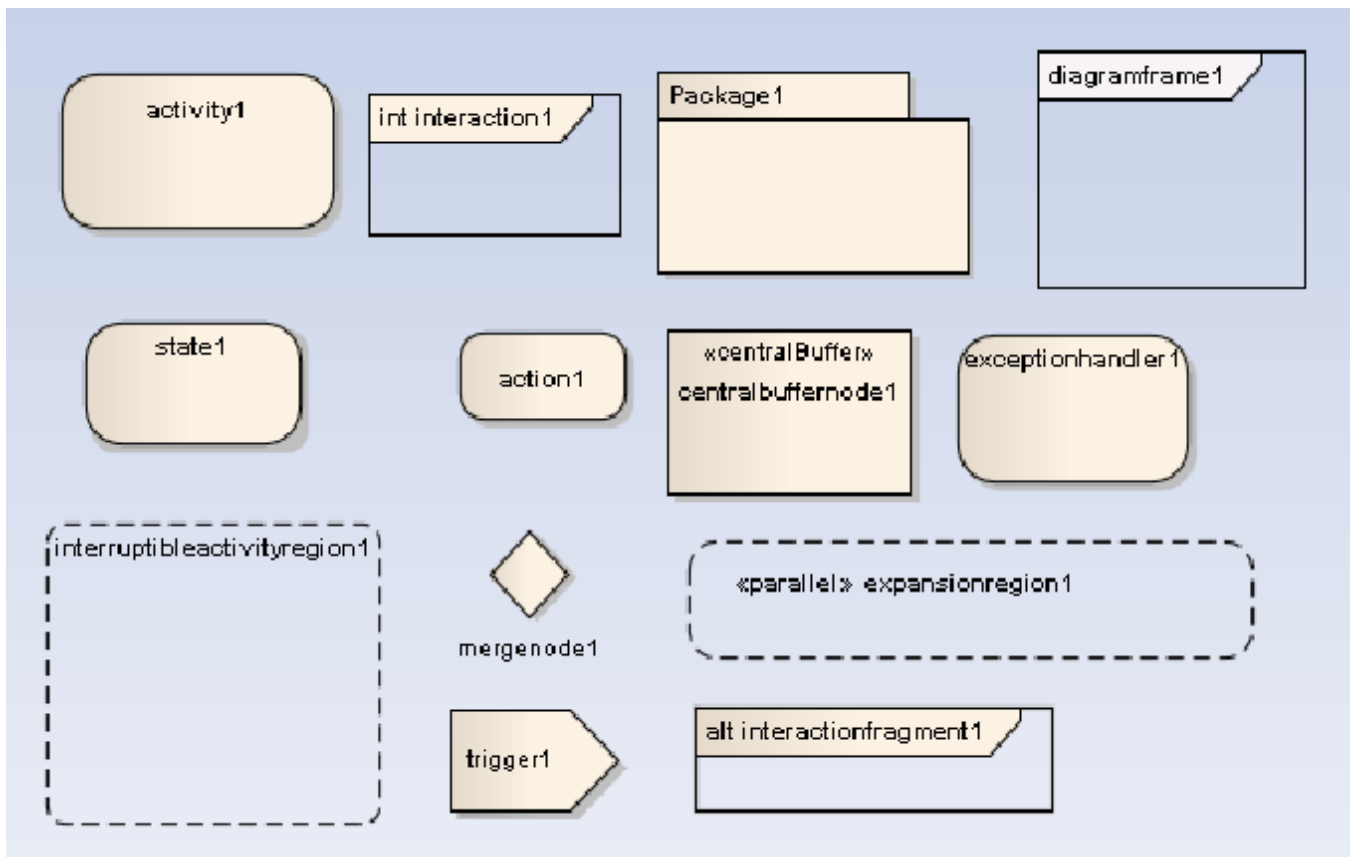 activity1
int interaction1
Package1
diagramframe1
state1
action1
«centralBuffer»
centralbuffernode1
exceptionhandler1
interruptibleactivityregion1
mergenode1
«parallel» expansionregion1
trigger1
alt interactionfragment1